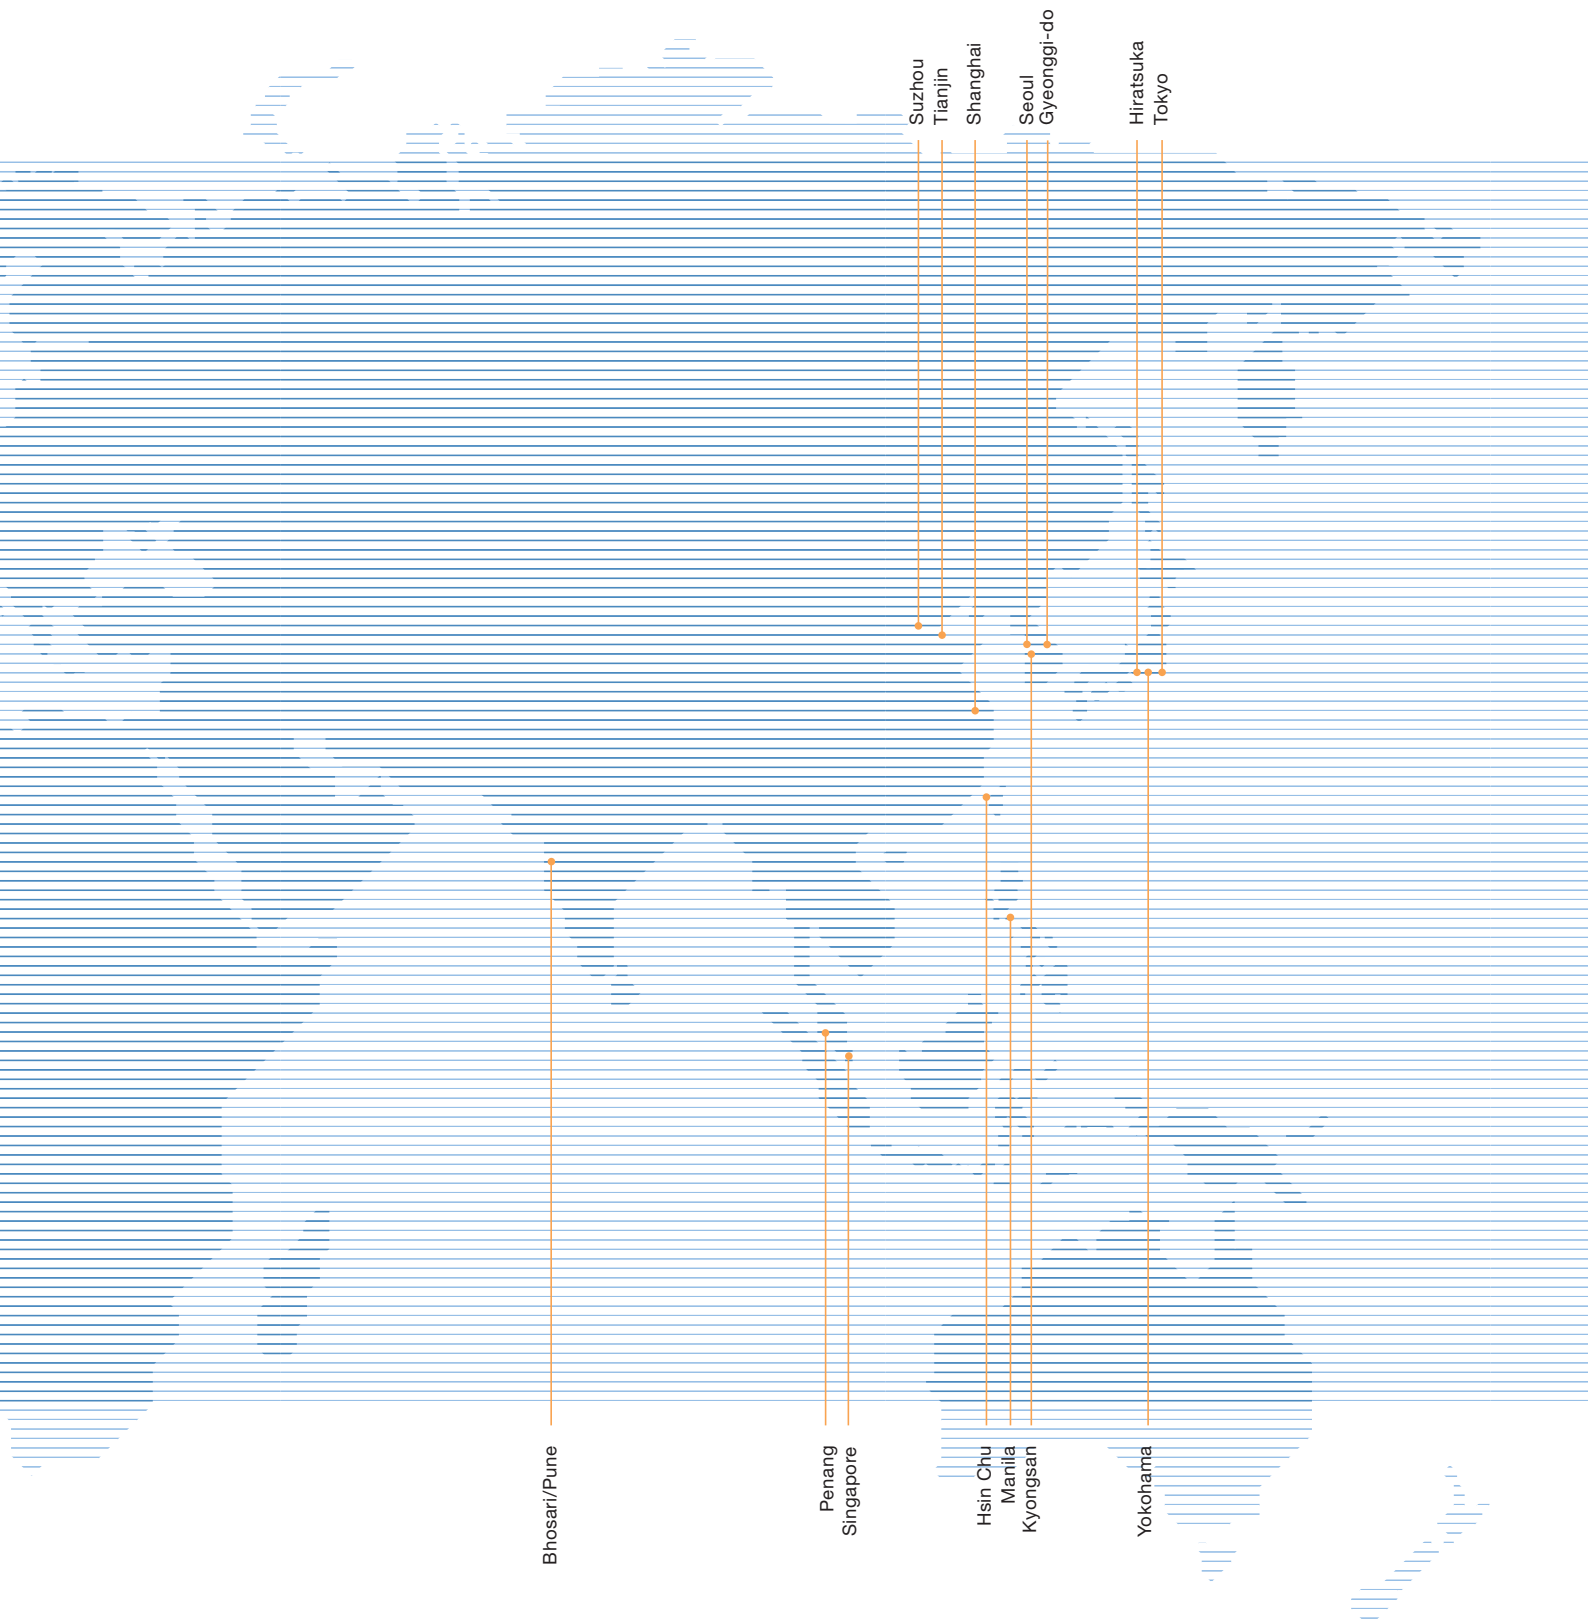 Suzhou
Tianjin
Shanghai
Seoul
Gyeonggi-do
Hiratsuka
Tokyo
Bhosari/Pune
Penang
Singapore
Hsin Chu
Manila
Kyongsan
Yokohama